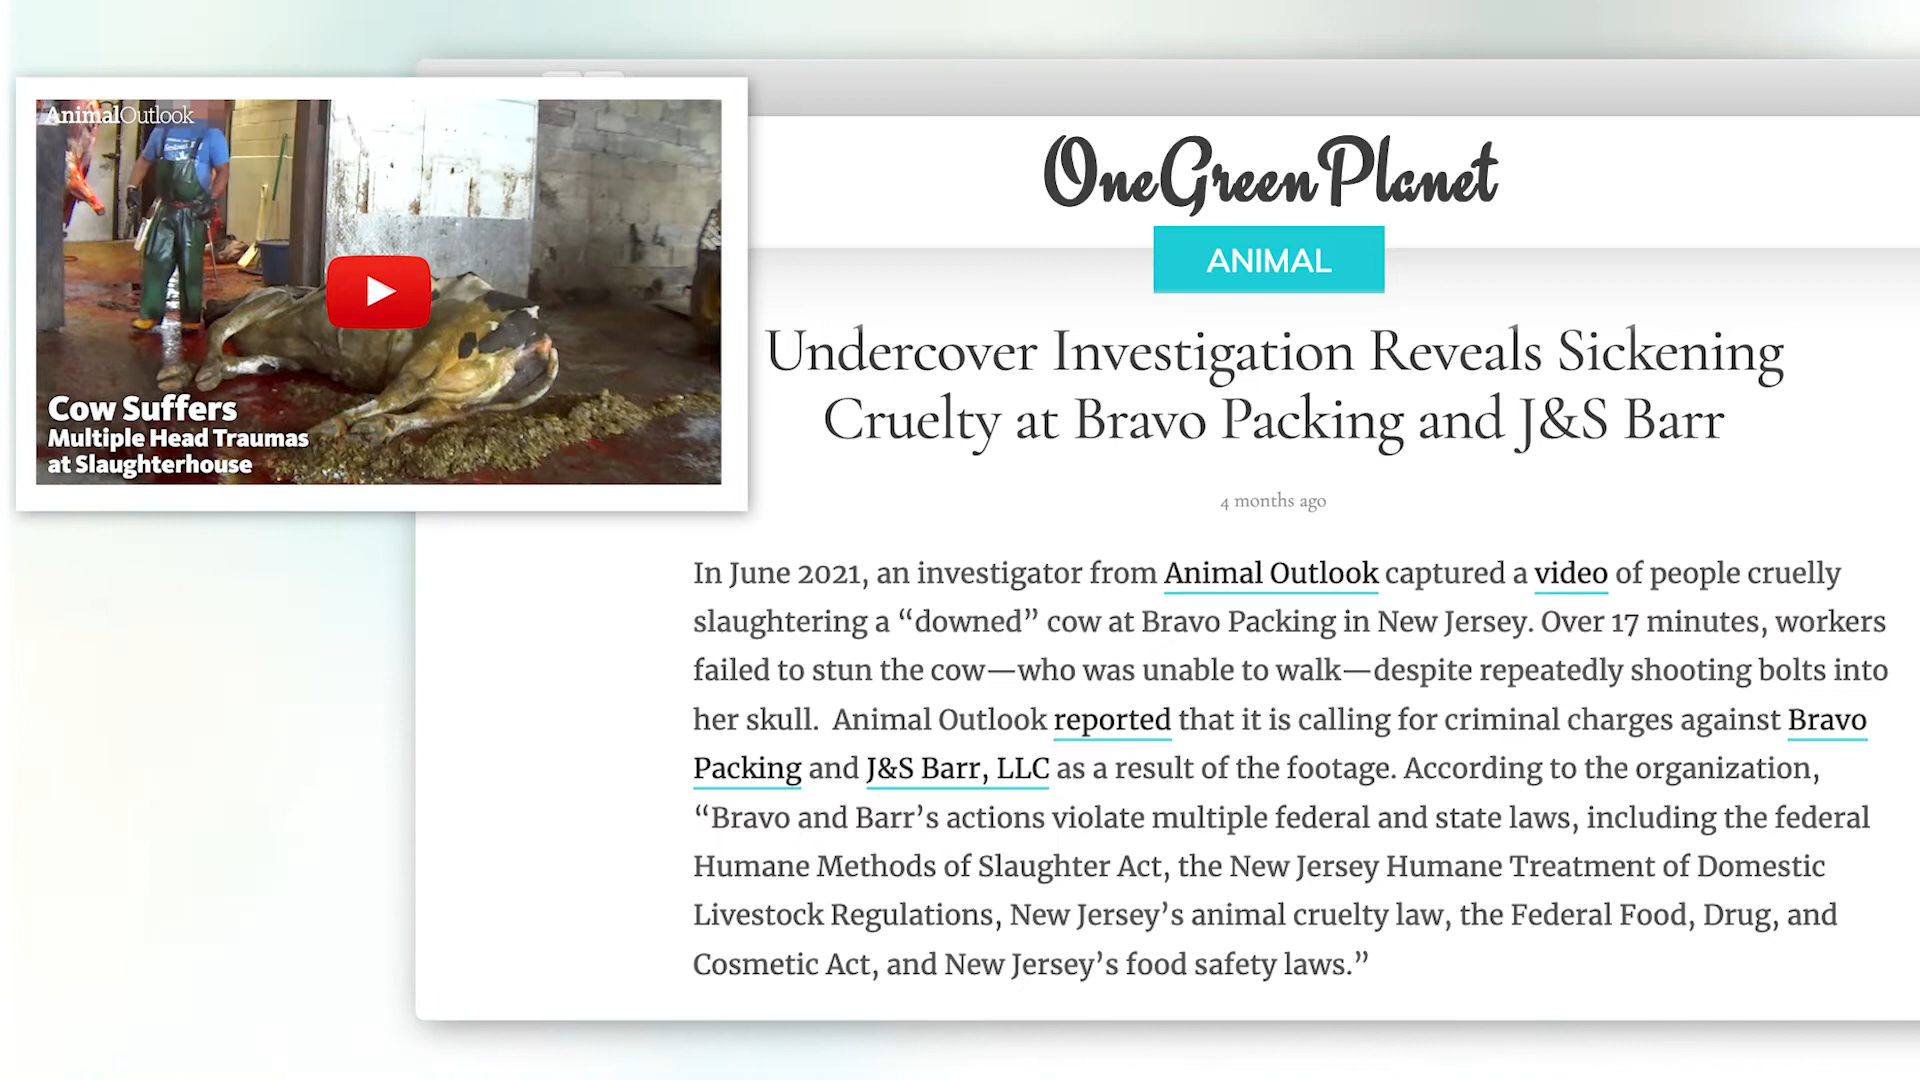 AnimalOutlook
Cow Suffers
Multiple Head Traumas
at Slaughterhouse
OneGreenPlanet
ANIMAL
Undercover Investigation Reveals Sickening
Cruelty at Bravo Packing and J&S Barr
4 months ago
In June 2021, an investigator from Animal Outlook captured a video of people cruelly
slaughtering a “downed” cow at Bravo Packing in New Jersey. Over 17 minutes, workers
failed to stun the cow—who was unable to walk—despite repeatedly shooting bolts into
her skull.  Animal Outlook reported that it is calling for criminal charges against Bravo
Packing and J&S Barr, LLC as a result of the footage. According to the organization,
“Bravo and Barr’s actions violate multiple federal and state laws, including the federal
Humane Methods of Slaughter Act, the New Jersey Humane Treatment of Domestic
Livestock Regulations, New Jersey’s animal cruelty law, the Federal Food, Drug, and
Cosmetic Act, and New Jersey’s food safety laws.”